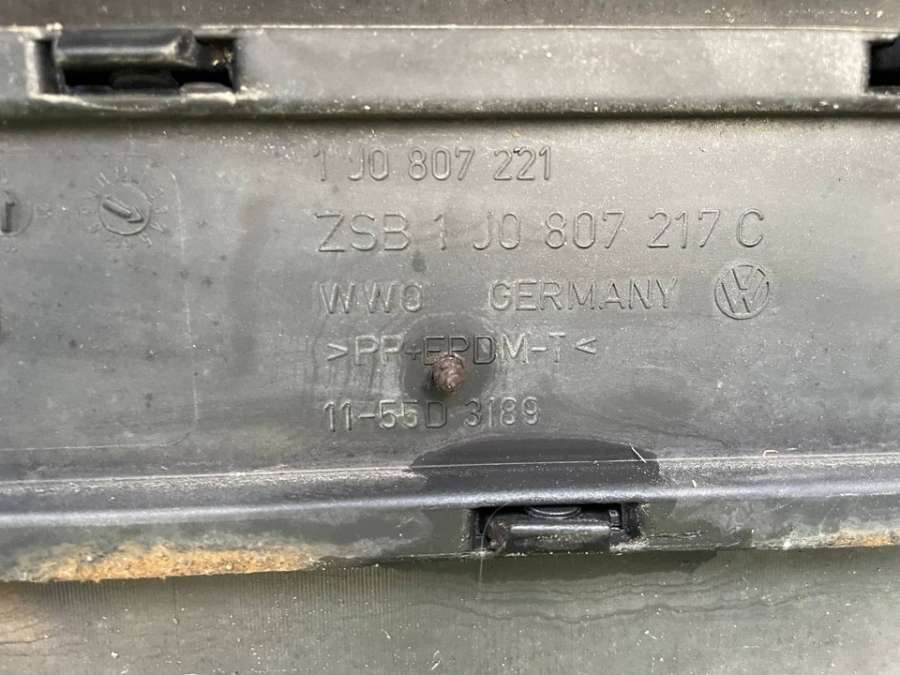 1 J0 807 221
ZSB 1 J0 807 217 C
WWO GERMANY
>PP+EPDM-T<
11-55D 3189